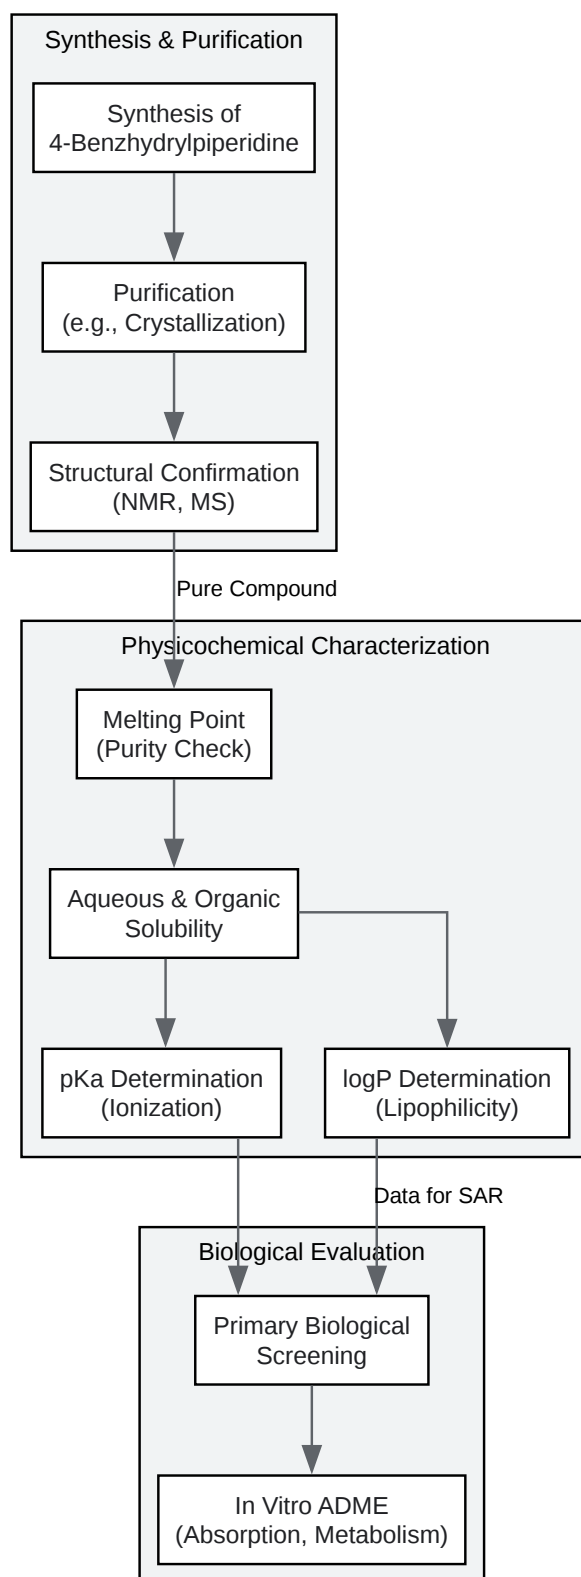 Synthesis & Purification
Synthesis of
4-Benzhydrylpiperidine
Purification
(e.g., Crystallization)
Structural Confirmation
(NMR, MS)
Pure Compound
Physicochemical Characterization
Melting Point
(Purity Check)
Aqueous & Organic
Solubility
pKa Determination
(Ionization)
logP Determination
(Lipophilicity)
Data for SAR
Biological Evaluation
Primary Biological
Screening
In Vitro ADME
(Absorption, Metabolism)